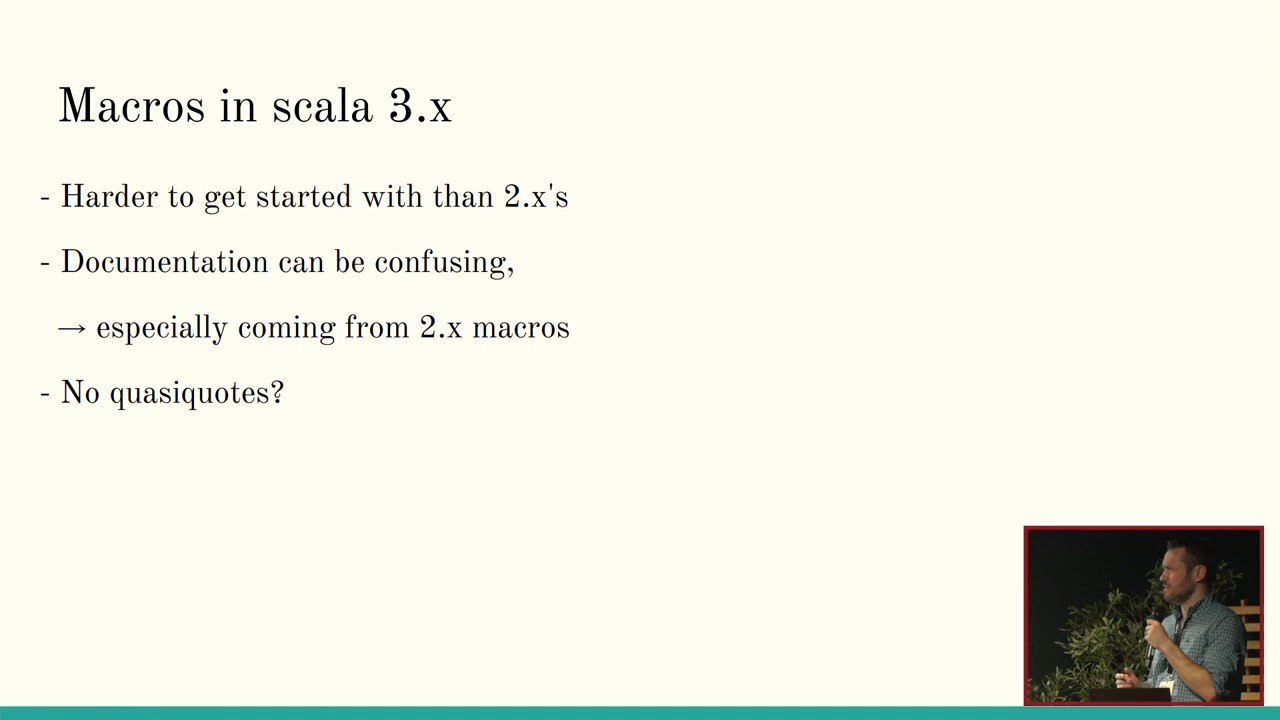 Macros in scala 3.x
- Harder to get started with than 2.x's
- Documentation can be confusing,
→ especially coming from 2.x macros
- No quasiquotes?